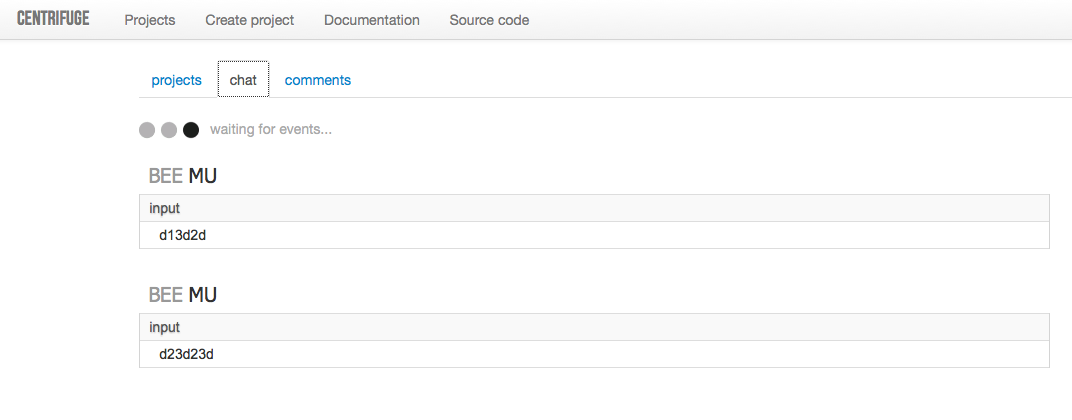 CENTRIFUGE Projects Create project Documentation Source code
projects chat comments
waiting for events...
BEE MU
input
d13d2d
BEE MU
input
d23d23d